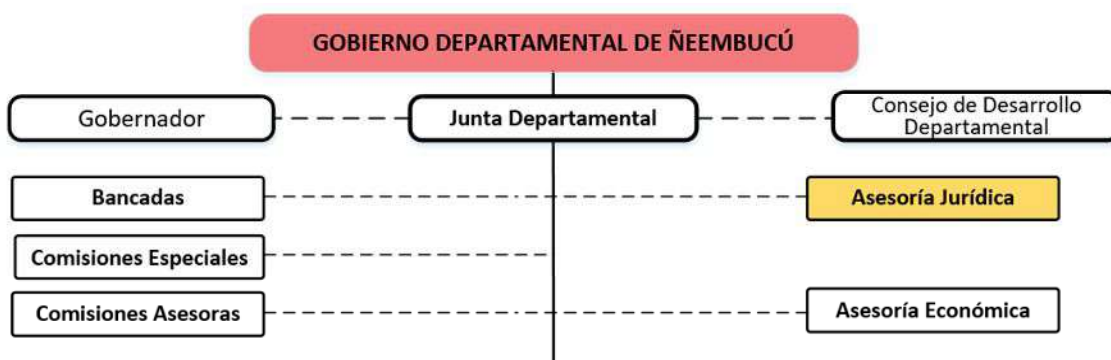 GOBIERNO DEPARTAMENTAL DE ÑEEMBUCÚ
Gobernador
Junta Departamental
Consejo de Desarrollo
Departamental
Bancadas
Asesoría Jurídica
Comisiones Especiales
Comisiones Asesoras
Asesoría Económica